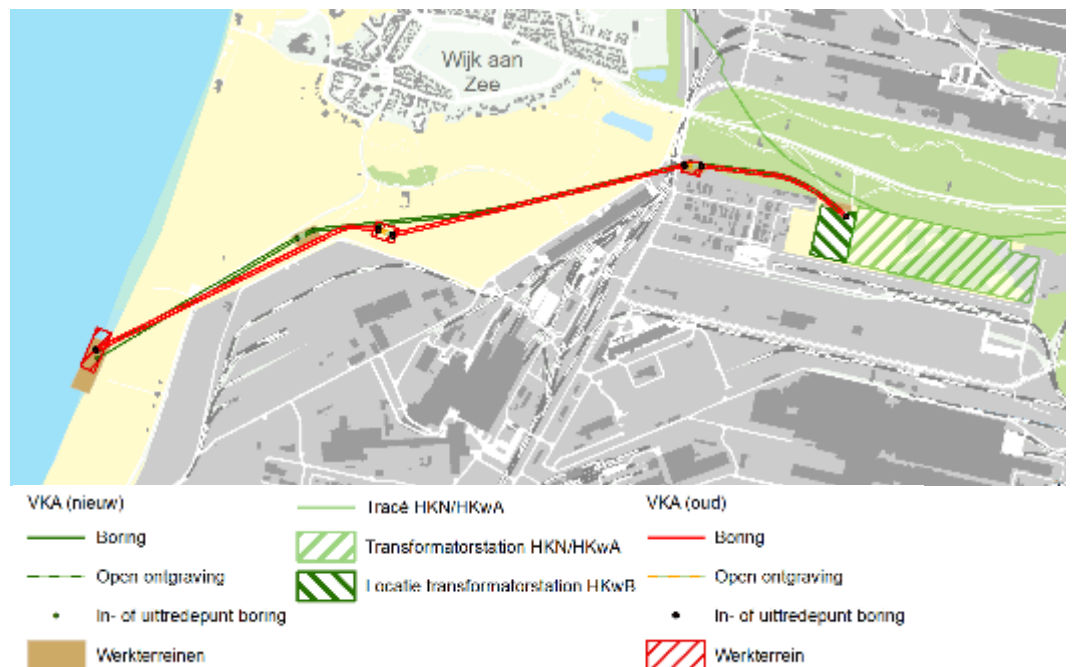 Wijk aan
Zee
VKA (nieuw)
Boring
Open ontgraving
In- of uittredepunt boring
Werkterreinen
Tracé HKN/HKwA
Transformatorstation HKN/HKwA
Locatie transformatorstation HKwB
VKA (oud)
Boring
Open ontgraving
In- of uittredepunt boring
Werkterrein